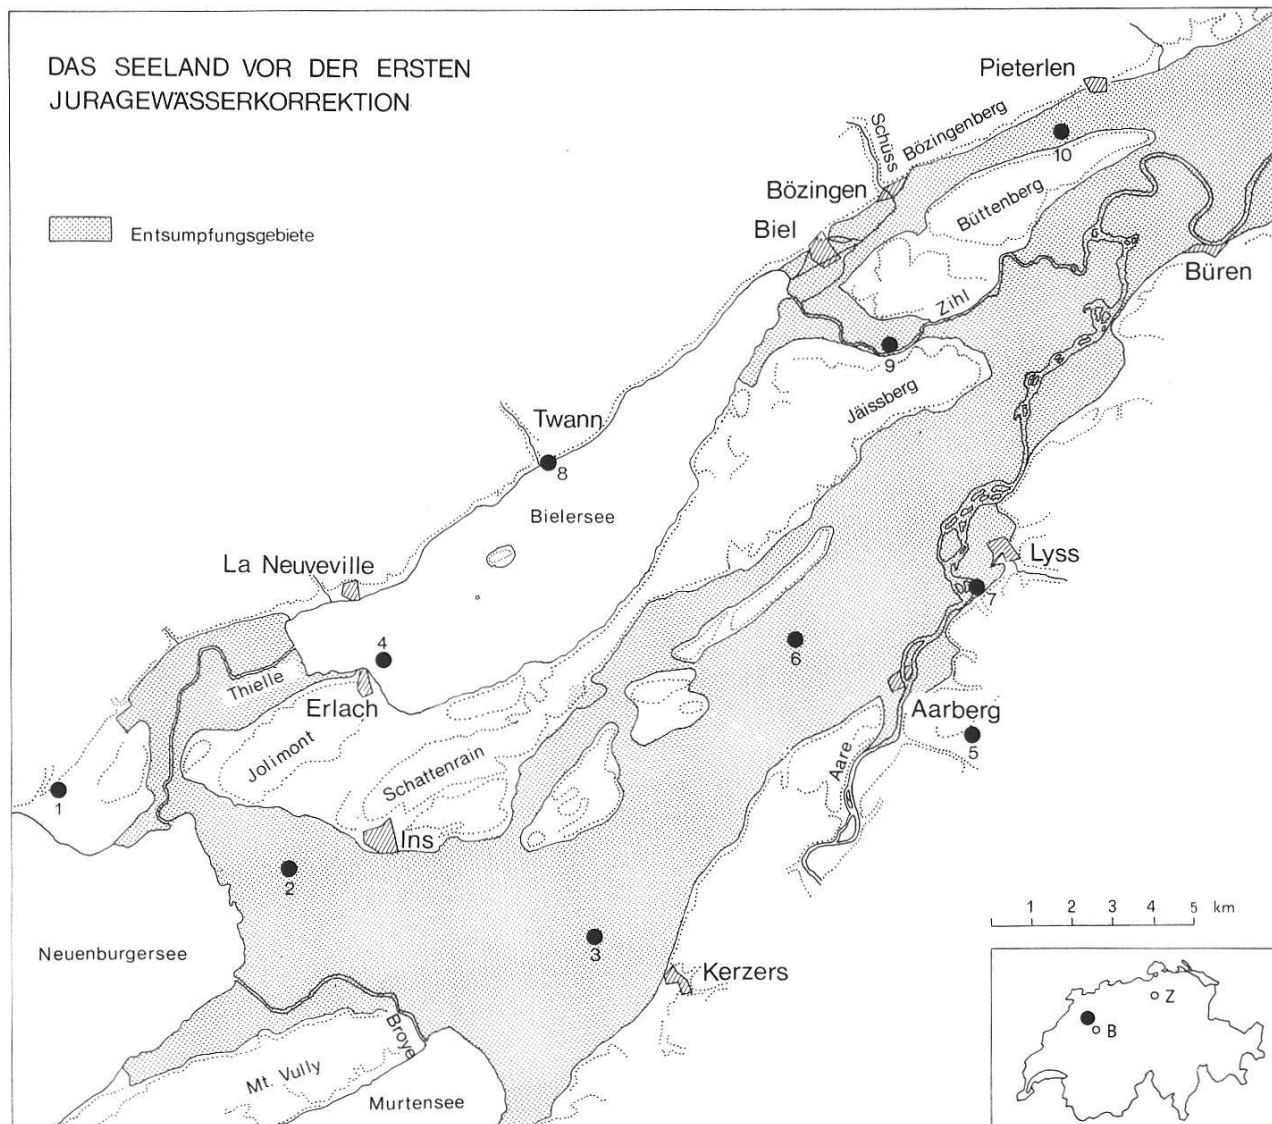 DAS SEELAND VOR DER ERSTEN
JURAGEWÄSSERKORREKTION
Entsumpfungsgebiete
Pieterlen
Schüss
Bözingenberg
10
Bözingen
Büttenberg
Biel
Büren
Zihl
9
Jäissberg
Twann
8
Bielersee
Lyss
La Neuveville
7
4
6
Thielle
Erlach
Aarberg
Jolimont
Schattenrain
Aare
5
1
Ins
2
1 2 3 4 5 km
Neuenburgersee
3
Kerzers
Z
B
Broye
Mt. Vully
Murtensee